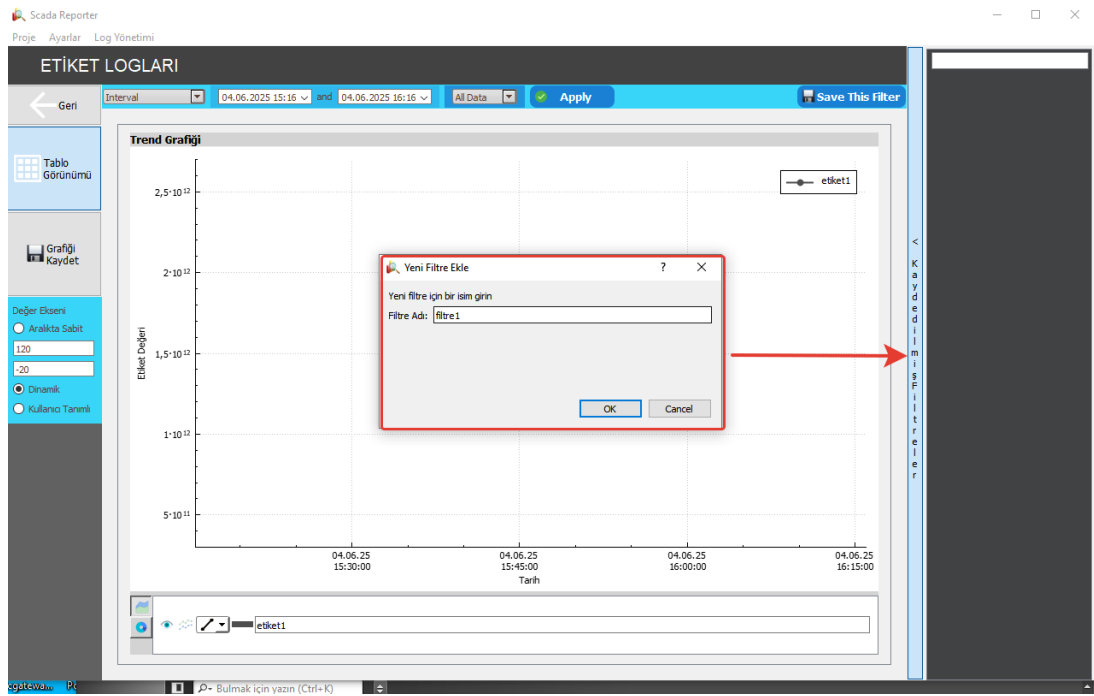 Scada Reporter
Proje Ayarlar Log Yönetimi
ETİKET LOGLARI
Geri
Interval
04.06.2025 15:16 and 04.06.2025 16:16
All Data
Apply
Save This Filter
Tablo
Görünümü
Grafiği
Kaydet
Değer Ekseni
Aralıkta Sabit
120
-20
Dinamik
Kullanıcı Tanımlı
Trend Grafiği
etiket1
2,5·10¹²
2·10¹²
1,5·10¹²
1·10¹²
5·10¹¹
Etiket Değeri
04.06.25
15:30:00
04.06.25
15:45:00
04.06.25
16:00:00
04.06.25
16:15:00
Tarih
Yeni Filtre Ekle ? 
Yeni filtre için bir isim girin
Filtre Adı: filtre1
OK Cancel
etiket1
<
Kaydedilmiş Filtreler
Bulmak için yazın (Ctrl+K)